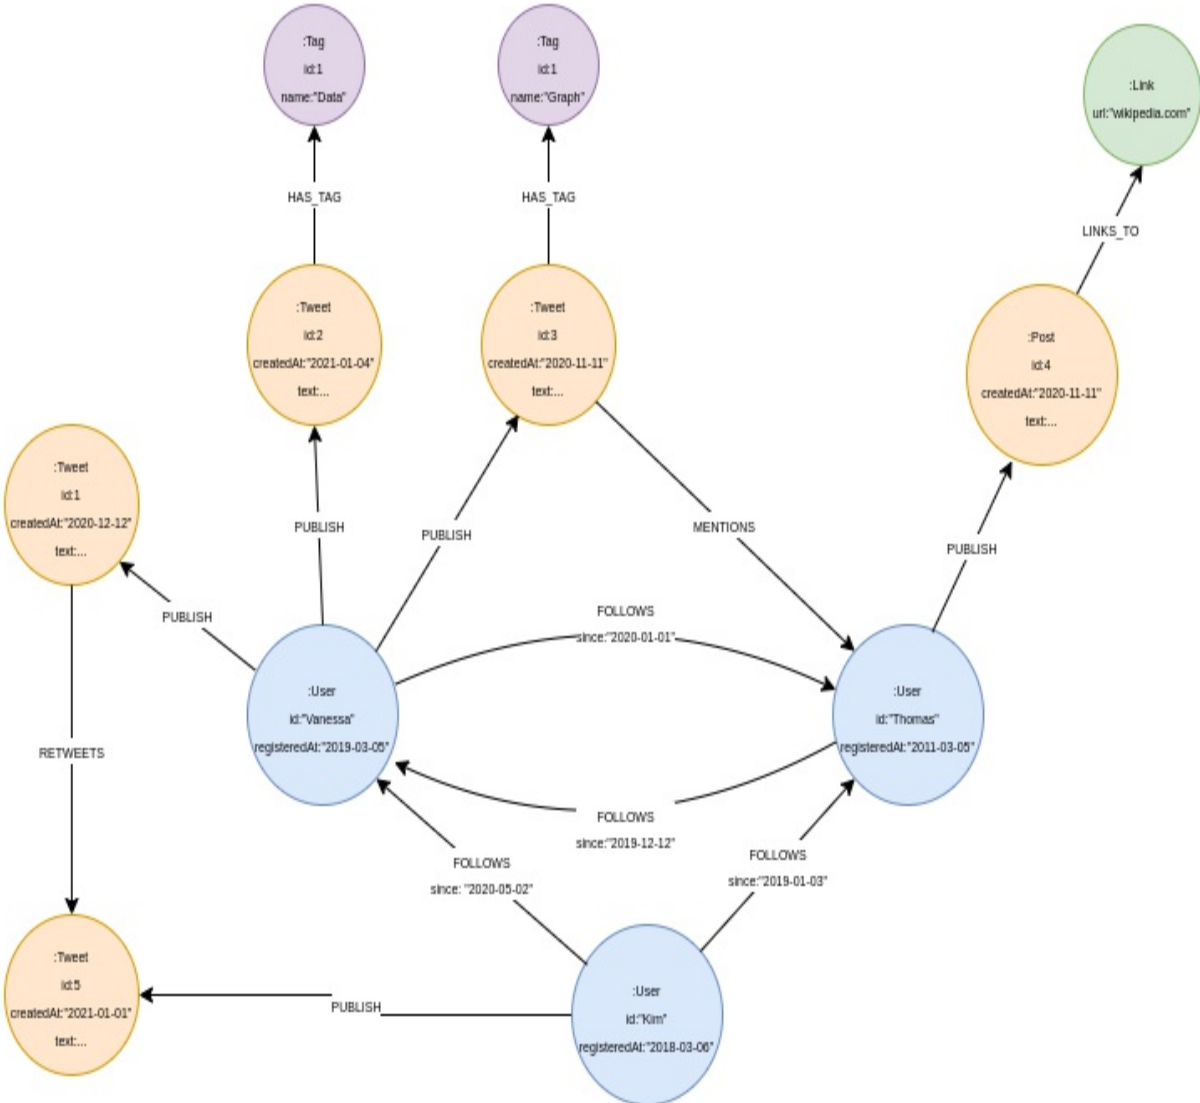 :Tag
id:1
name:"Data"
:Tag
id:1
name:"Graph"
:Link
url:"wikipedia.com"
HAS_TAG
HAS_TAG
LINKS_TO
:Tweet
id:2
createdAt:"2021-01-04"
text:...
:Tweet
id:3
createdAt:"2020-11-11"
text:...
:Post
id:4
createdAt:"2020-11-11"
text:...
:Tweet
id:1
createdAt:"2020-12-12"
text:...
PUBLISH
PUBLISH
MENTIONS
PUBLISH
PUBLISH
FOLLOWS
since:"2020-01-01"
:User
id:"Vanessa"
registeredAt:"2019-03-05"
:User
id:"Thomas"
registeredAt:"2011-03-05"
RETWEETS
FOLLOWS
since:"2019-12-12"
FOLLOWS
since: "2020-05-02"
FOLLOWS
since:"2019-01-03"
:Tweet
id:5
createdAt:"2021-01-01"
text:...
PUBLISH
:User
id:"Kim"
registeredAt:"2018-03-06"